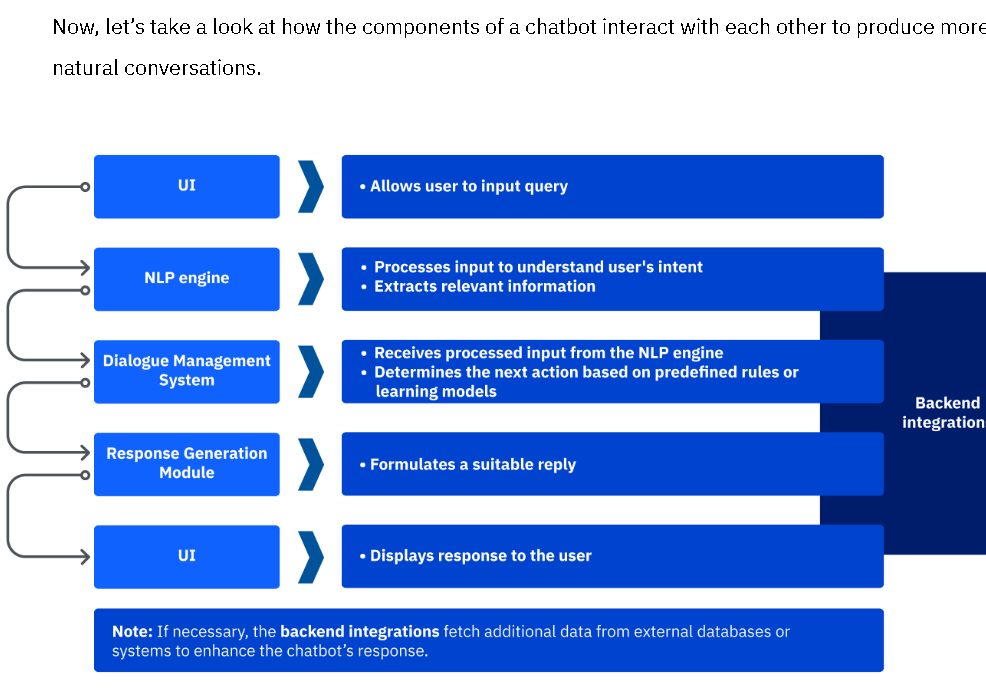 Now, let's take a look at how the components of a chatbot interact with each other to produce more
natural conversations.
UI
• Allows user to input query
NLP engine
• Processes input to understand user's intent
• Extracts relevant information
Dialogue Management
System
• Receives processed input from the NLP engine
• Determines the next action based on predefined rules or
learning models
Response Generation
Module
• Formulates a suitable reply
UI
• Displays response to the user
Backend
integration
Note: If necessary, the backend integrations fetch additional data from external databases or
systems to enhance the chatbot's response.